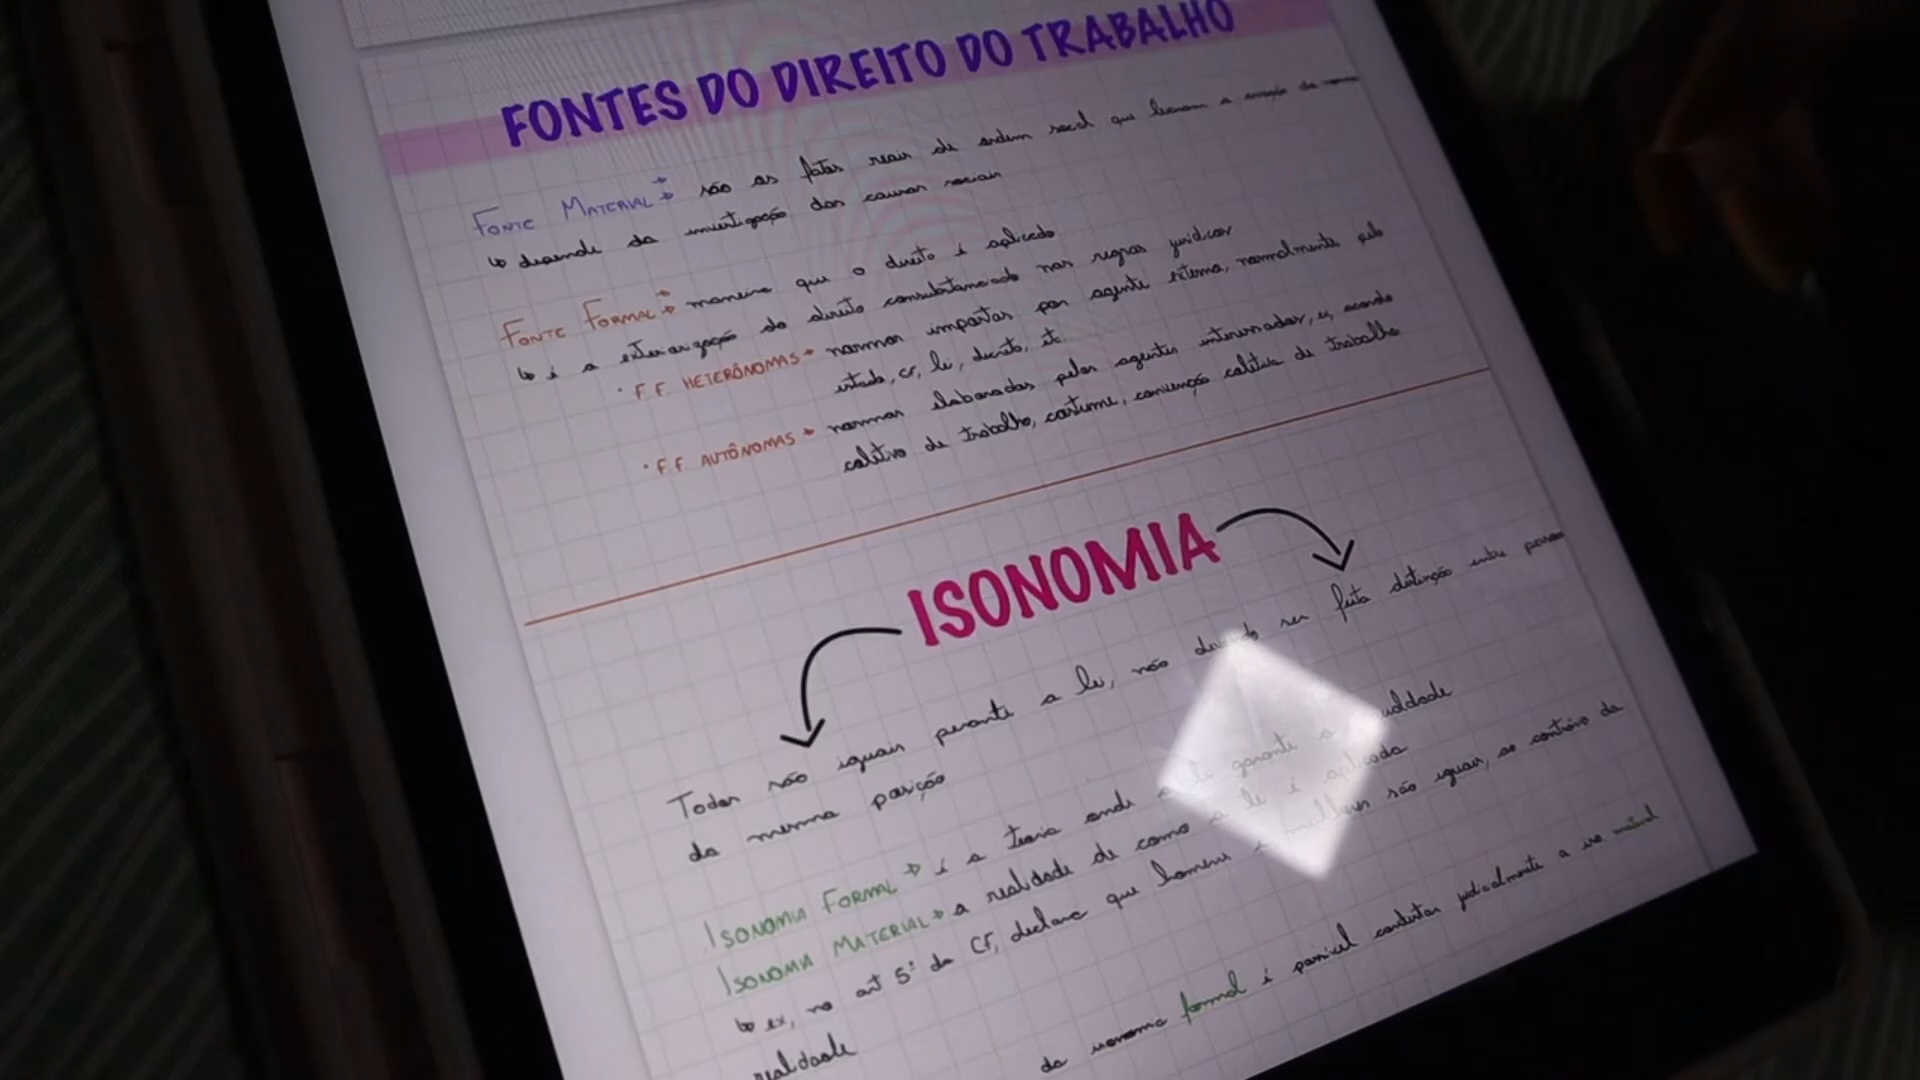 FONTES DO DIREITO DO TRABALHO
FONTE MATERIAL → são os fatos reais de ordem social que levaram a criação da norma
↳ depende da investigação das causas sociais
FONTE FORMAL → maneira que o direito é aplicado
↳ é a exteriorização do direito consubstanciado nas regras jurídicas
• F.F. HETERÔNOMAS → normas impostas por agente externo, normalmente pelo
estado, CF, lei, decreto, etc
• F.F. AUTÔNOMAS → normas elaboradas pelos agentes interessados, ex, acordo
coletivo de trabalho, costume, convenção coletiva de trabalho
ISONOMIA
Todos são iguais perante a lei, não devendo ser feita distinção entre pessoas
da mesma posição
ISONOMIA FORMAL → é a teoria onde a lei garante a
ISONOMIA MATERIAL → a realidade de como a lei é aplicada
↳ ex, no art 5º da CF, declara que homens e mulheres são iguais, ao contrário da
realidade
da isonomia formal é possível contestar judicialmente a iso material